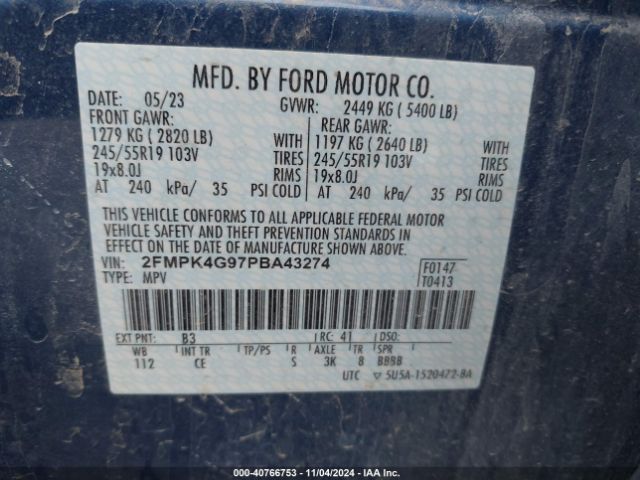 MFD. BY FORD MOTOR CO.
DATE: 05/23 GVWR: 2449 KG ( 5400 LB)
FRONT GAWR: REAR GAWR:
1279 KG ( 2820 LB) WITH 1197 KG ( 2640 LB) WITH
245/55R19 103V TIRES 245/55R19 103V TIRES
19x8.0J RIMS 19x8.0J RIMS
AT 240 kPa/ 35 PSI COLD AT 240 kPa/ 35 PSI COLD
THIS VEHICLE CONFORMS TO ALL APPLICABLE FEDERAL MOTOR
VEHICLE SAFETY AND THEFT PREVENTION STANDARDS IN
EFFECT ON THE DATE OF MANUFACTURE SHOWN ABOVE.
VIN: 2FMPK4G97PBA43274 F0147
TYPE: MPV T0413
EXT PNT: B3 RC: 41 DSO:
WB INT TR TP/PS R AXLE TR SPR
112 CE S 3K 8 BBBB
UTC ▽ 5U5A-1520472-BA
©: 40766753 - 11/04/2024 - IAA Inc.